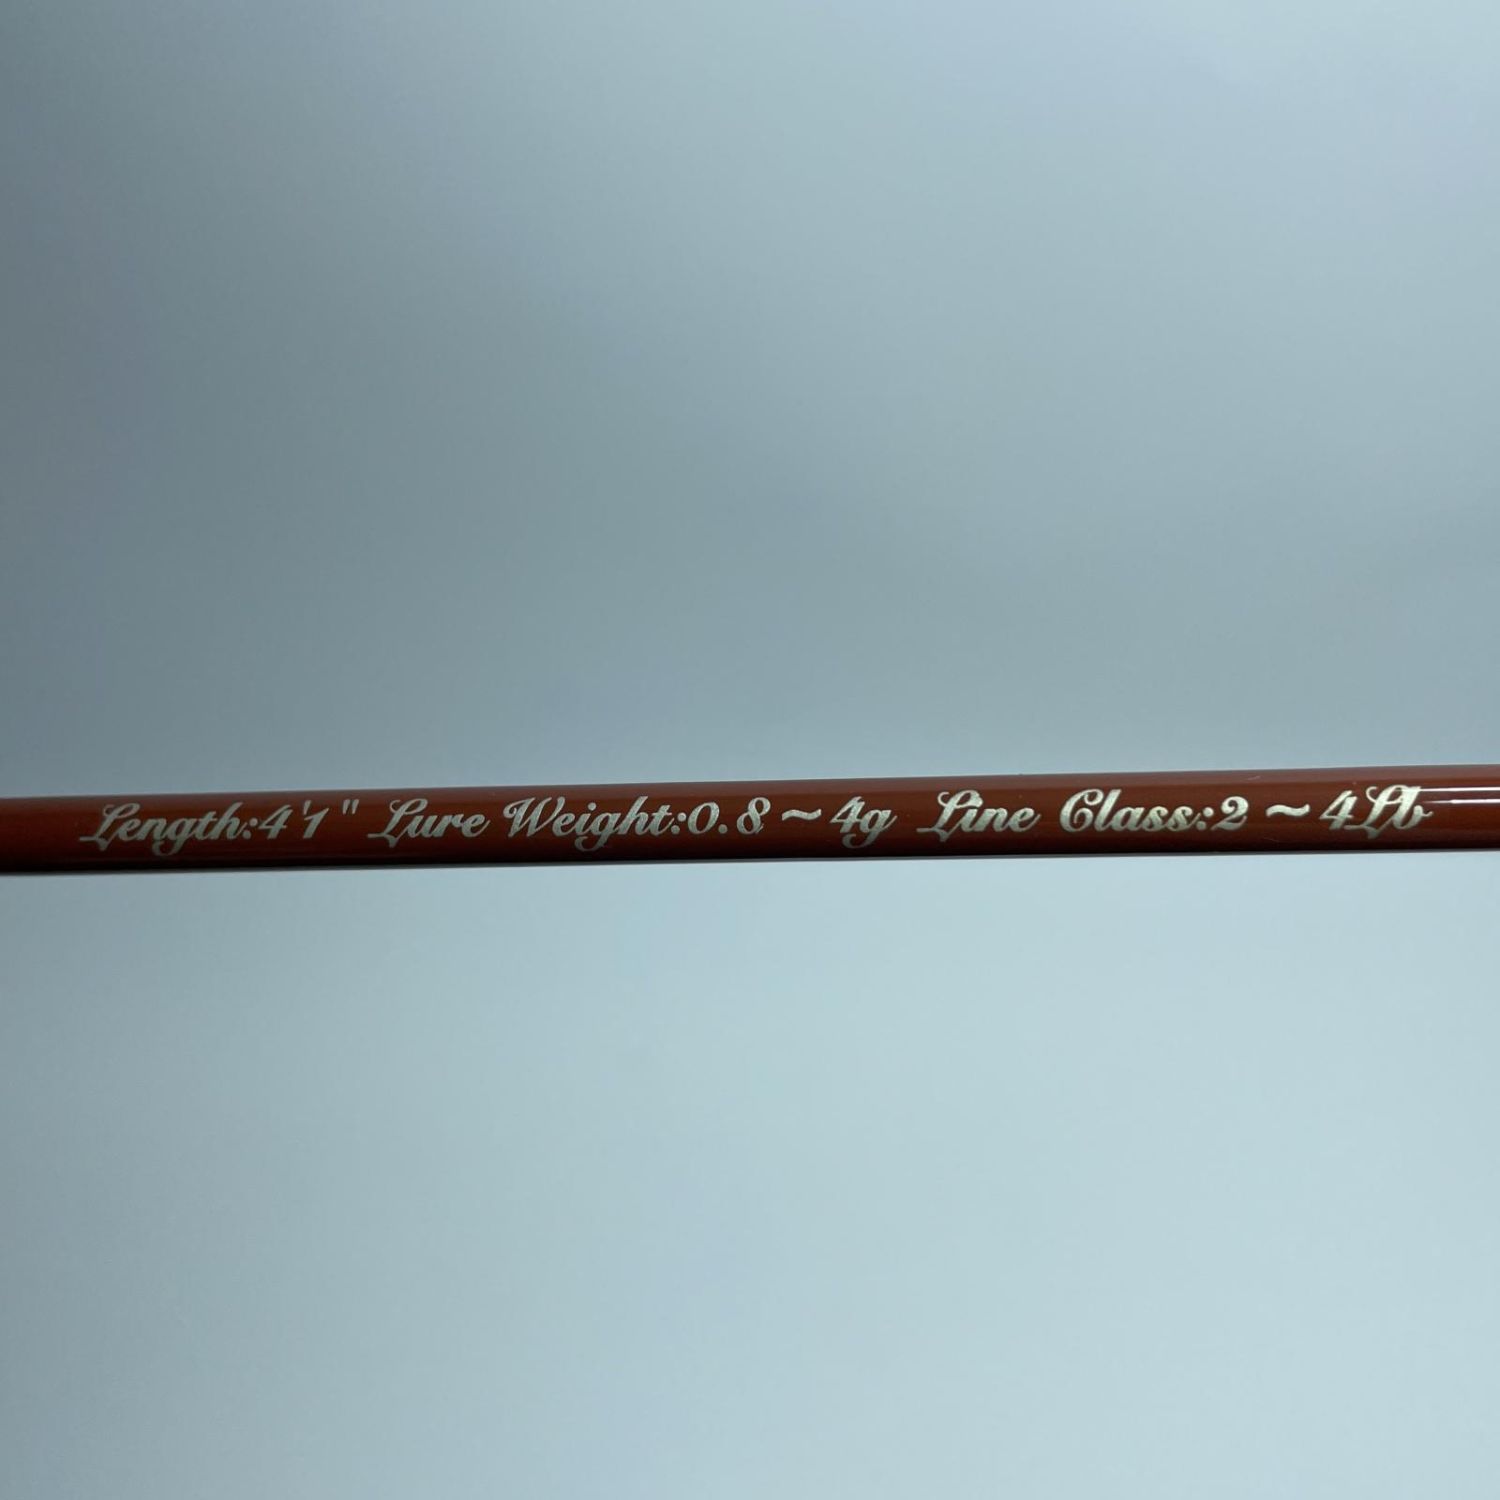 Length:4'1" Lure Weight:0.8~4g Line Class:2~4Lb